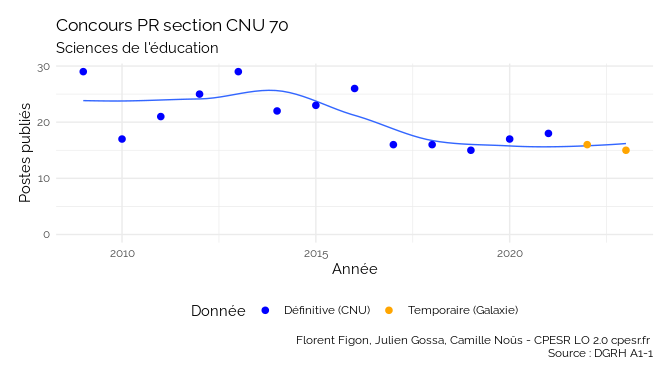 Concours PR section CNU 70
Sciences de l'éducation
Postes publiés
30
20
10
0
2010 2015 2020
Année
Donnée Définitive (CNU) Temporaire (Galaxie)
Florent Figon, Julien Gossa, Camille Noûs - CPESR LO 2.0 cpesr.fr
Source : DGRH A1-1